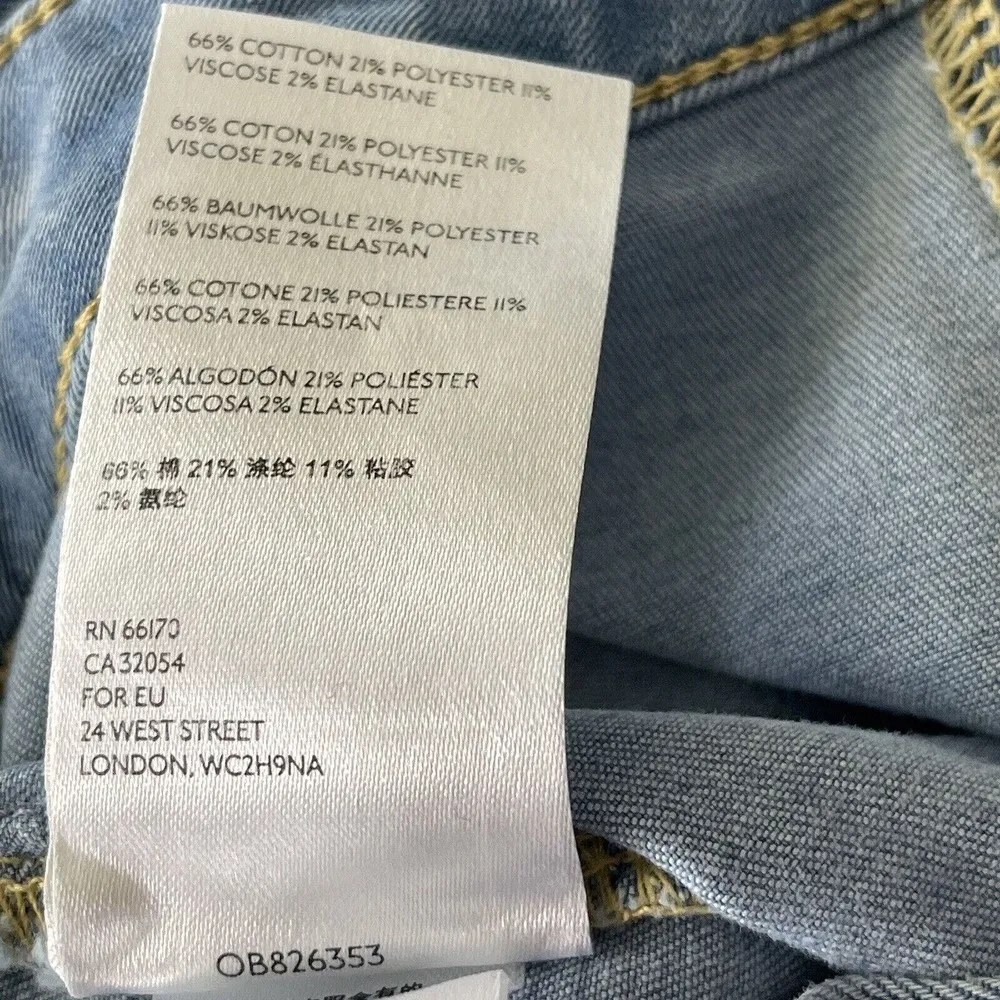 66% COTTON 21% POLYESTER 11%
VISCOSE 2% ELASTANE
66% COTON 21% POLYESTER 11%
VISCOSE 2% ÉLASTHANNE
66% BAUMWOLLE 21% POLYESTER
11% VISKOSE 2% ELASTAN
66% COTONE 21% POLIESTERE 11%
VISCOSA 2% ELASTAN
66% ALGODÓN 21% POLIÉSTER
11% VISCOSA 2% ELASTANE
66% 棉 21% 涤纶 11% 粘胶
2% 氨纶
RN 66170
CA 32054
FOR EU
24 WEST STREET
LONDON, WC2H9NA
OB826353